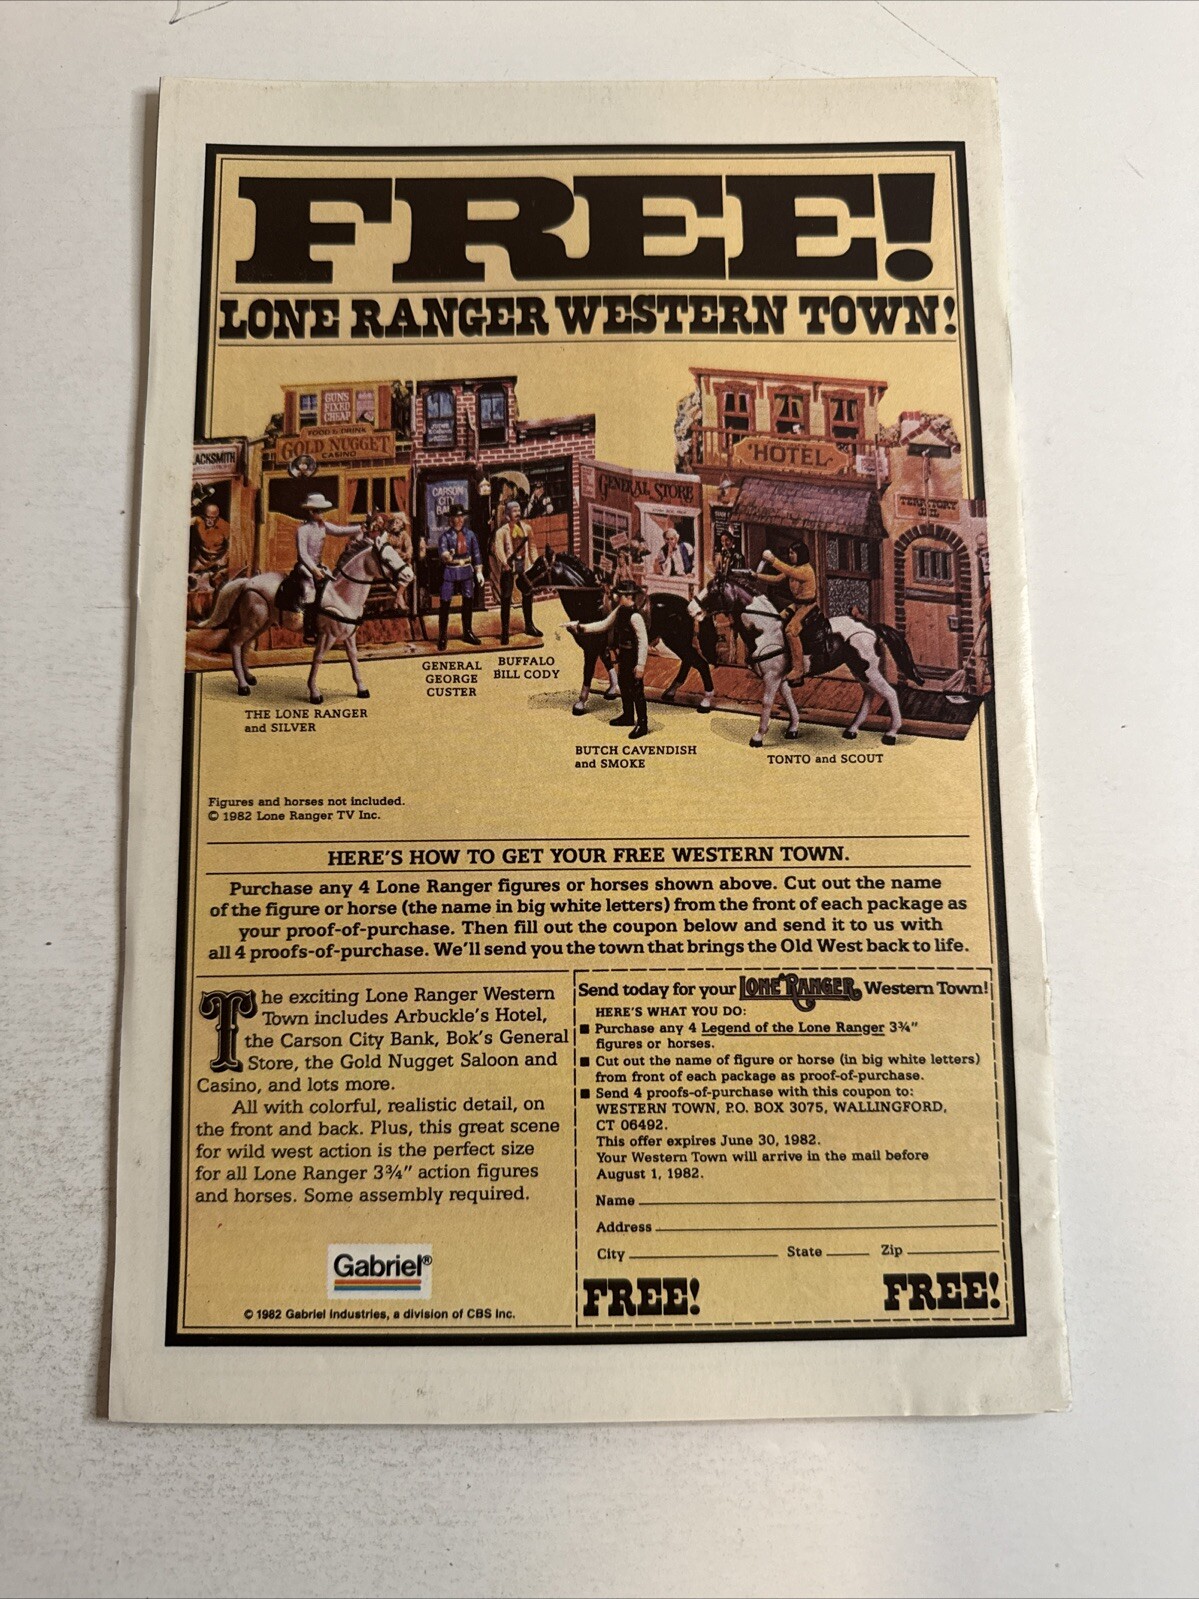 FREE!
LONE RANGER WESTERN TOWN!
GUNS
FIXED
CHEAP
FOOD & DRINK
GOLD NUGGET
CASINO
ACKSMITH
CARSON
CITY
BA
GENERAL STORE
HOTEL
TERRITORY
JAIL
GENERAL
GEORGE
CUSTER
BUFFALO
BILL CODY
THE LONE RANGER
and SILVER
BUTCH CAVENDISH
and SMOKE
TONTO and SCOUT
Figures and horses not included.
© 1982 Lone Ranger TV Inc.
HERE'S HOW TO GET YOUR FREE WESTERN TOWN.
Purchase any 4 Lone Ranger figures or horses shown above. Cut out the name
of the figure or horse (the name in big white letters) from the front of each package as
your proof-of-purchase. Then fill out the coupon below and send it to us with
all 4 proofs-of-purchase. We'll send you the town that brings the Old West back to life.
The exciting Lone Ranger Western
Town includes Arbuckle's Hotel,
the Carson City Bank, Bok's General
Store, the Gold Nugget Saloon and
Casino, and lots more.
All with colorful, realistic detail, on
the front and back. Plus, this great scene
for wild west action is the perfect size
for all Lone Ranger 3¾" action figures
and horses. Some assembly required.
Gabriel®
© 1982 Gabriel Industries, a division of CBS Inc.
Send today for your LONE RANGER Western Town!
HERE'S WHAT YOU DO:
■ Purchase any 4 Legend of the Lone Ranger 3¾"
figures or horses.
■ Cut out the name of figure or horse (in big white letters)
from front of each package as proof-of-purchase.
■ Send 4 proofs-of-purchase with this coupon to:
WESTERN TOWN, P.O. BOX 3075, WALLINGFORD,
CT 06492.
This offer expires June 30, 1982.
Your Western Town will arrive in the mail before
August 1, 1982.
Name
Address
City State Zip
FREE! FREE!